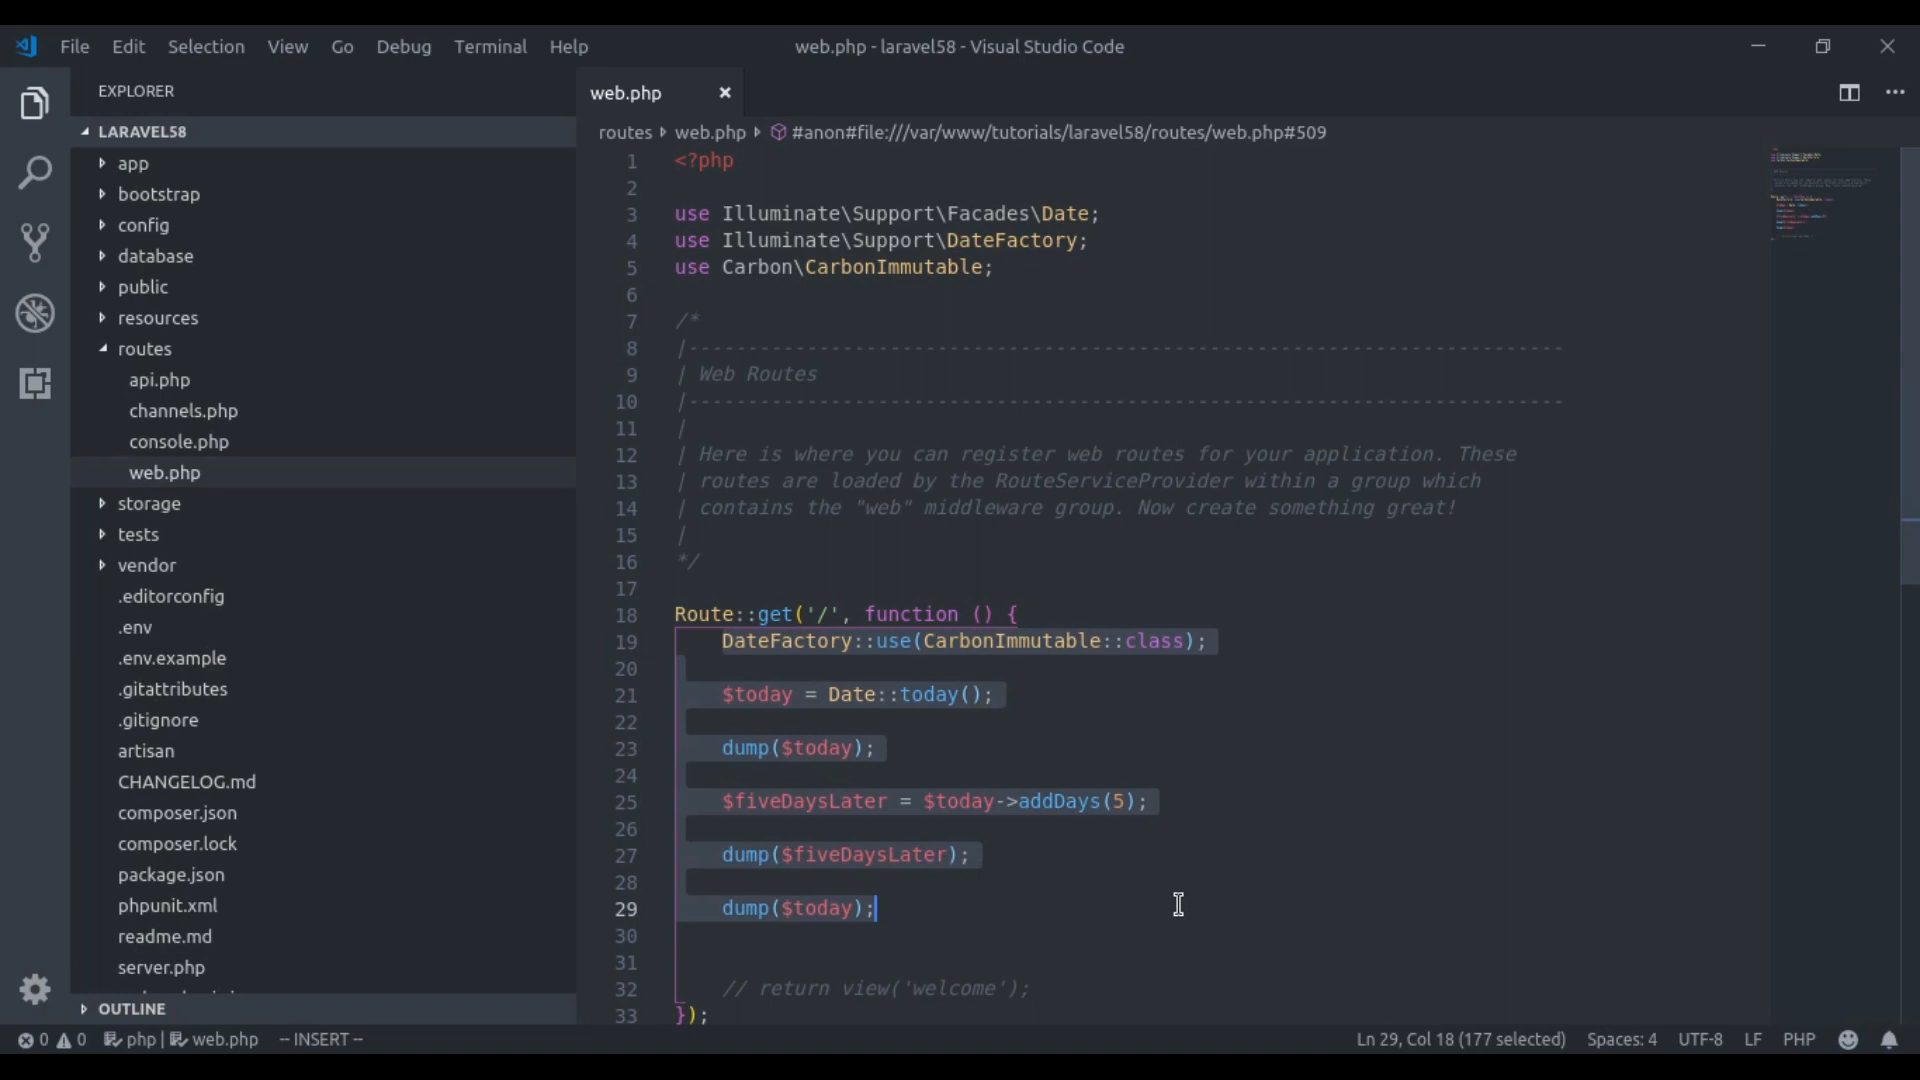 File Edit Selection View Go Debug Terminal Help
web.php - laravel58 - Visual Studio Code
EXPLORER
LARAVEL58
app
bootstrap
config
database
public
resources
routes
api.php
channels.php
console.php
web.php
storage
tests
vendor
.editorconfig
.env
.env.example
.gitattributes
.gitignore
artisan
CHANGELOG.md
composer.json
composer.lock
package.json
phpunit.xml
readme.md
server.php
OUTLINE
web.php
routes web.php #anon#file:///var/www/tutorials/laravel58/routes/web.php#509
1 <?php
2
3 use Illuminate\Support\Facades\Date;
4 use Illuminate\Support\DateFactory;
5 use Carbon\CarbonImmutable;
6
7 /*
8 |--------------------------------------------------------------------------
9 | Web Routes
10 |--------------------------------------------------------------------------
11 |
12 | Here is where you can register web routes for your application. These
13 | routes are loaded by the RouteServiceProvider within a group which
14 | contains the "web" middleware group. Now create something great!
15 |
16 */
17
18 Route::get('/', function () {
19 DateFactory::use(CarbonImmutable::class);
20
21 $today = Date::today();
22
23 dump($today);
24
25 $fiveDaysLater = $today->addDays(5);
26
27 dump($fiveDaysLater);
28
29 dump($today);
30
31
32 // return view('welcome');
33 });
0 0 php | web.php -- INSERT --
Ln 29, Col 18 (177 selected) Spaces: 4 UTF-8 LF PHP